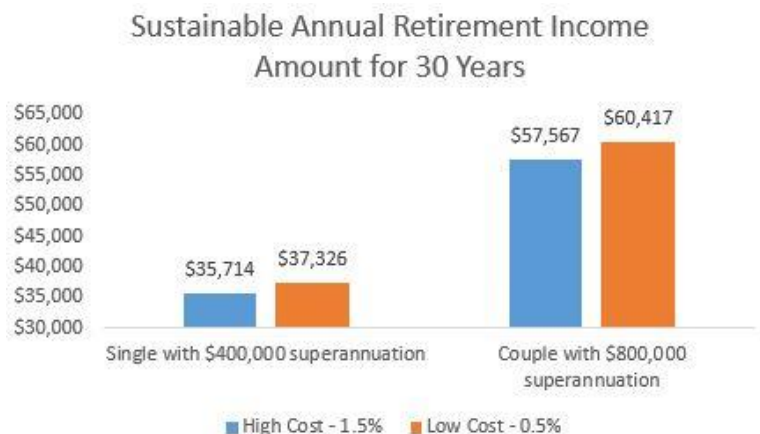 Sustainable Annual Retirement Income
Amount for 30 Years
$65,000
$60,000
$55,000
$50,000
$45,000
$40,000
$35,000
$30,000
$35,714
$37,326
$57,567
$60,417
Single with $400,000 superannuation
Couple with $800,000
superannuation
High Cost - 1.5%
Low Cost - 0.5%